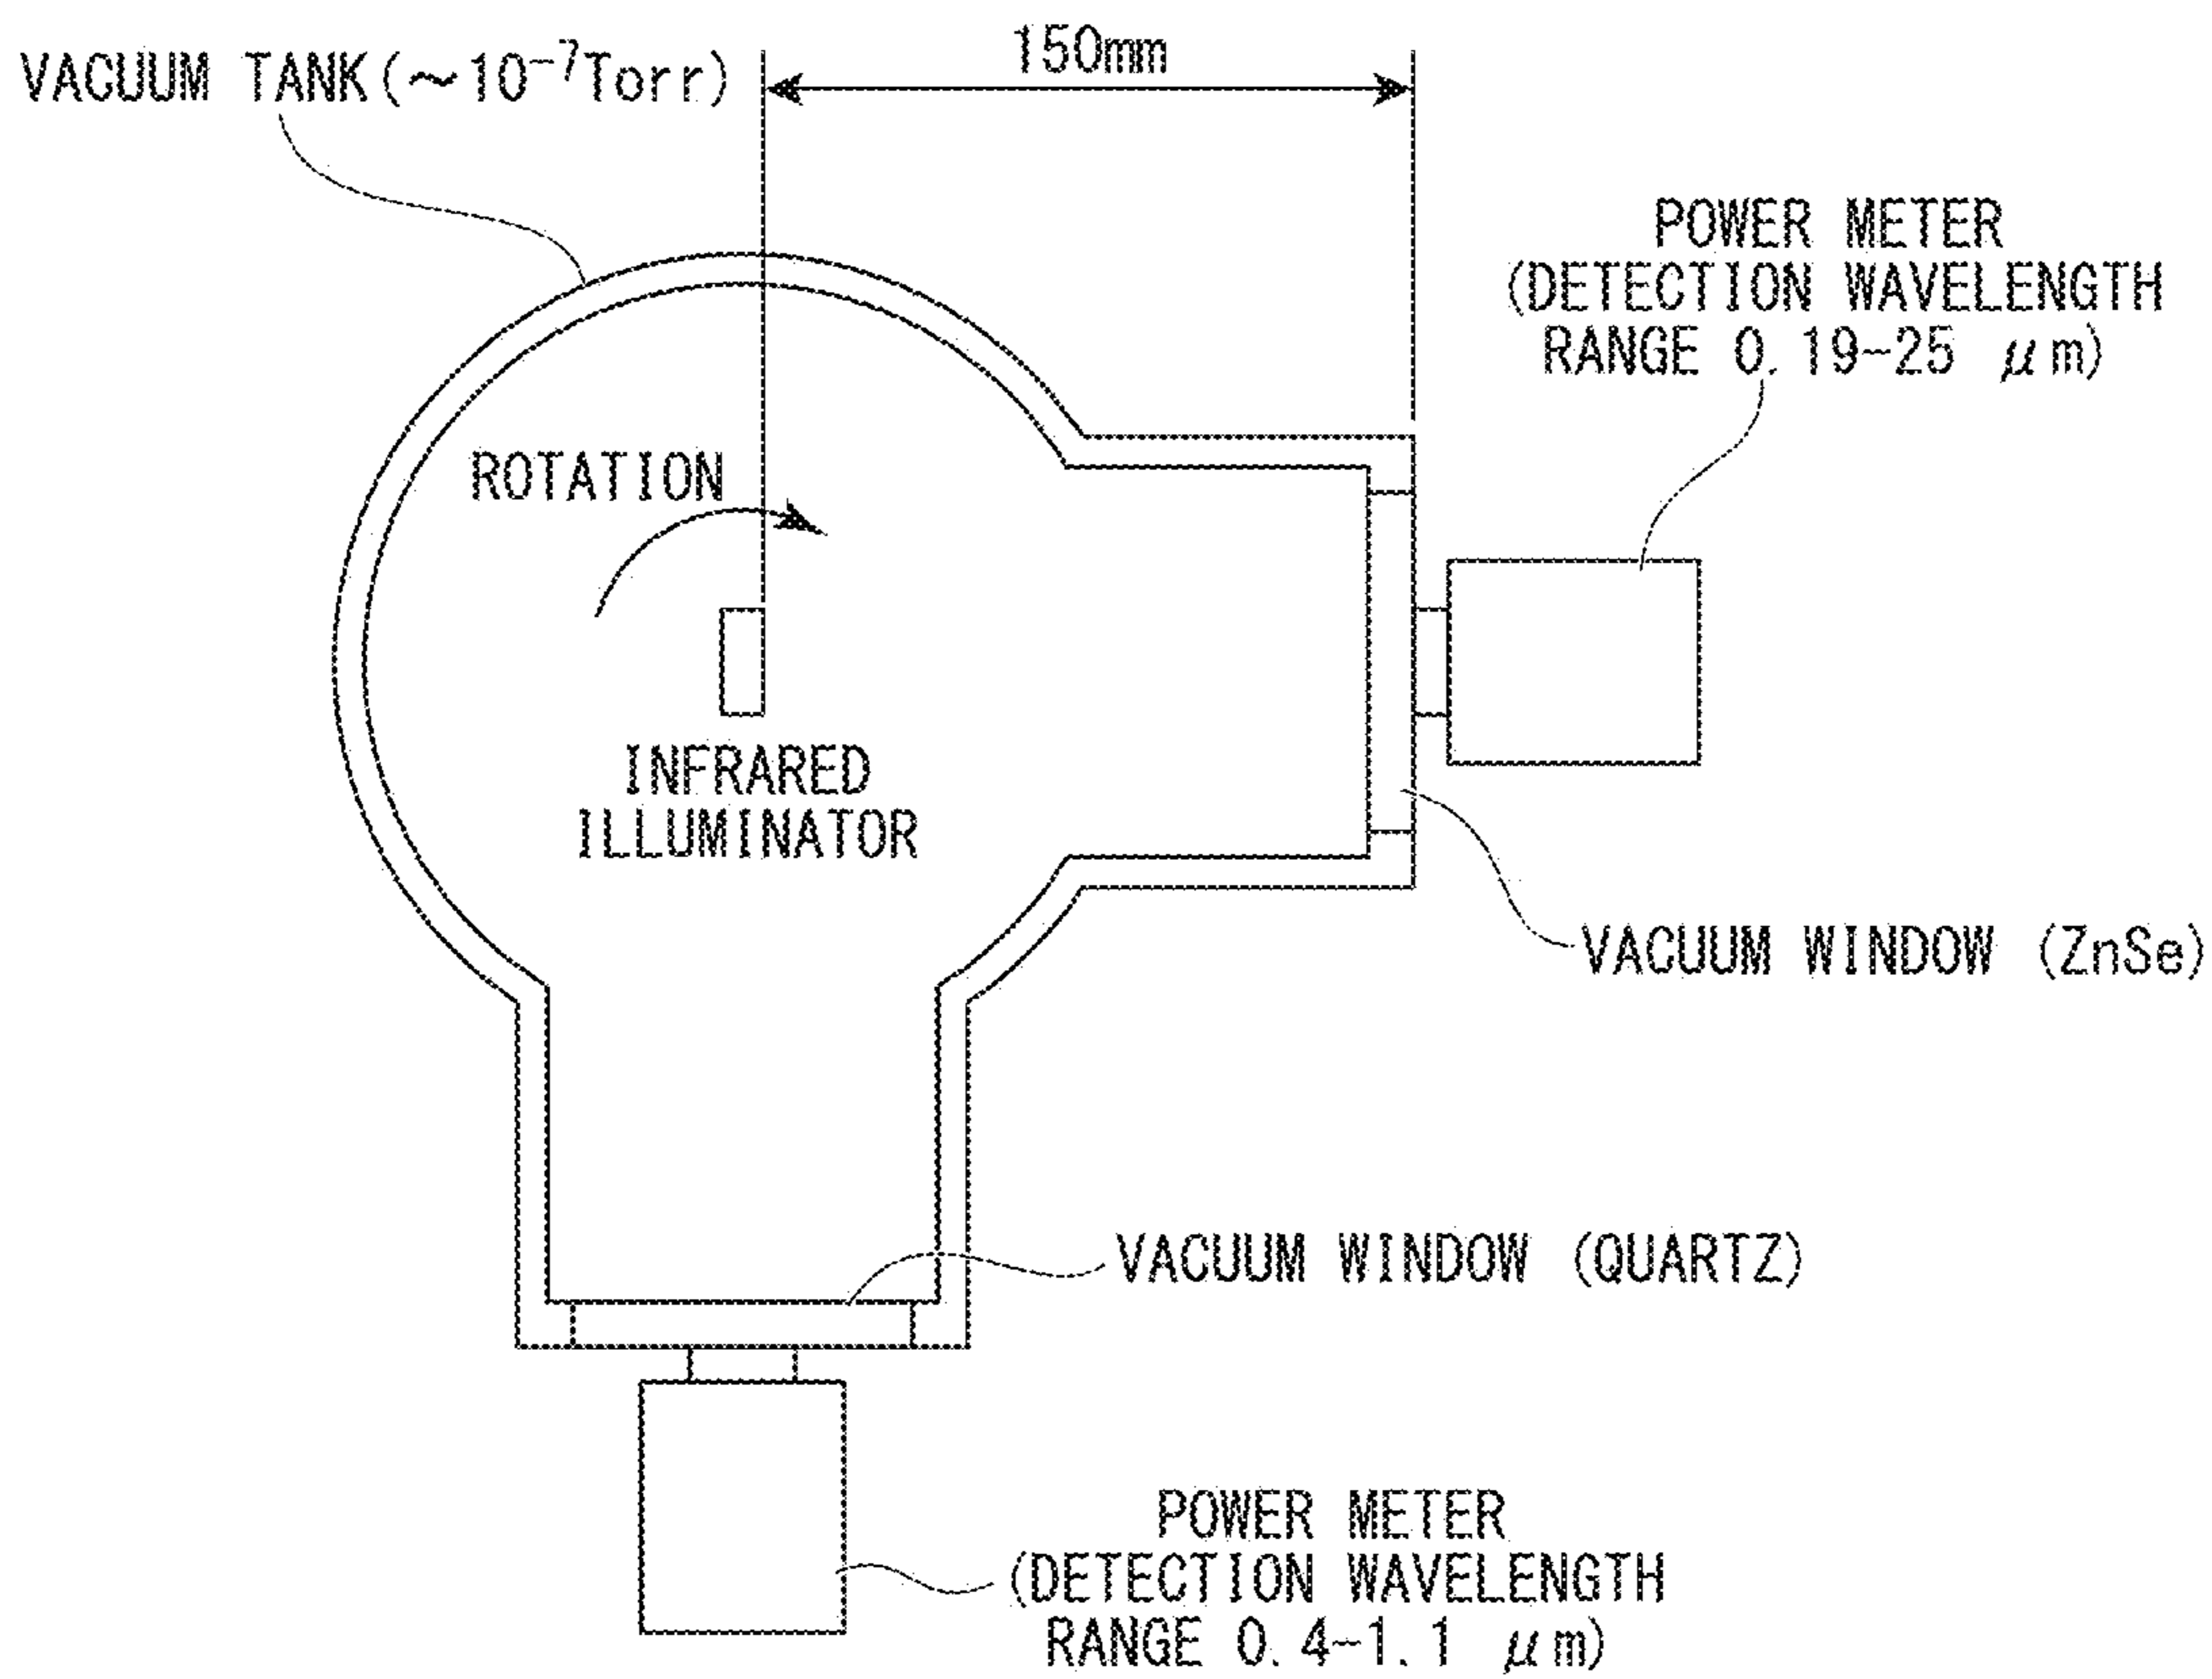 150mm
VACUUM TANK(~10⁻⁷Torr)
POWER METER
(DETECTION WAVELENGTH
RANGE 0.19-25 μm)
ROTATION
INFRARED
ILLUMINATOR
VACUUM WINDOW (ZnSe)
VACUUM WINDOW (QUARTZ)
POWER METER
(DETECTION WAVELENGTH
RANGE 0.4-1.1 μm)